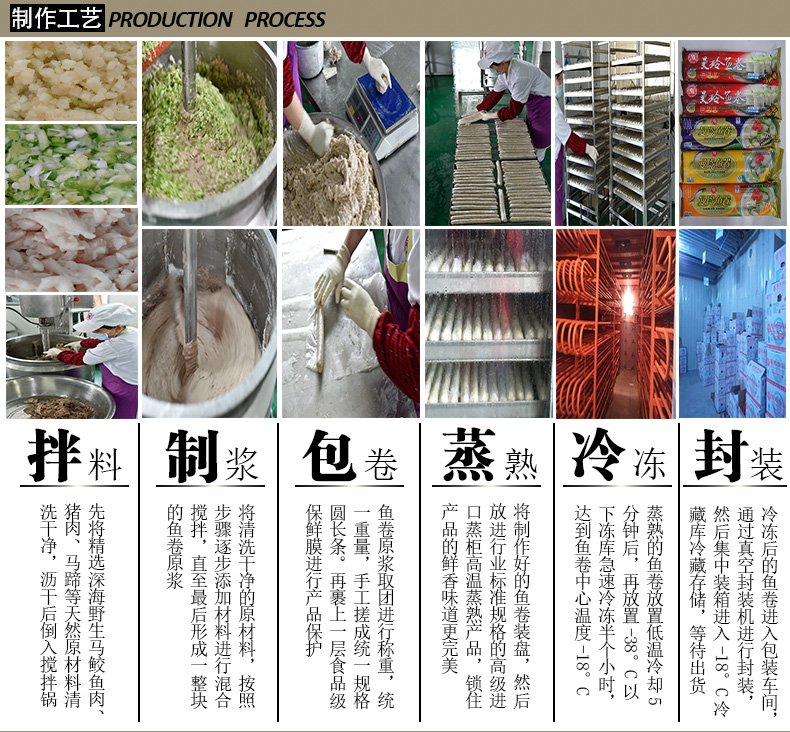 制作工艺 PRODUCTION PROCESS
昊玲鱼卷
昊玲鱼卷
拌料
先将精选深海野生马鲛鱼肉、
猪肉、马蹄等天然原材料清
洗干净，沥干后倒入搅拌锅
制浆
将清洗干净的原材料，按照
步骤逐步添加材料进行混合
搅拌，直至最后形成一整块
的鱼卷原浆
包卷
鱼卷原浆取团进行称重，统
一重量，手工搓成统一规格
圆长条。再裹上一层食品级
保鲜膜进行产品保护
蒸熟
将制作好的鱼卷装盘，然后
放进行业标准规格的高级进
口蒸柜高温蒸熟产品，锁住
产品的鲜香味道更完美
冷冻
蒸熟的鱼卷放置低温冷却5
分钟后，再放置-38°C以
下冻库急速冷冻半个小时，
达到鱼卷中心温度-18°C
封装
冷冻后的鱼卷进入包装车间，
通过真空封装机进行封装，
然后集中装箱进入-18°C冷
藏库冷藏存储，等待出货